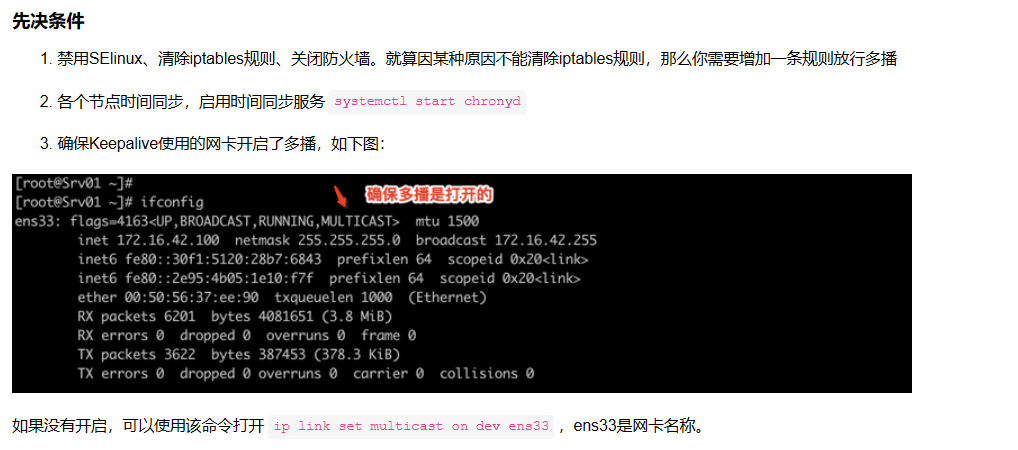 先决条件
1. 禁用SElinux、清除iptables规则、关闭防火墙。就算因某种原因不能清除iptables规则，那么你需要增加一条规则放行多播
2. 各个节点时间同步，启用时间同步服务 systemctl start chronyd
3. 确保Keepalive使用的网卡开启了多播，如下图：
[root@Srv01 ~]#
确保多播是打开的
[root@Srv01 ~]# ifconfig
ens33: flags=4163<UP,BROADCAST,RUNNING,MULTICAST>  mtu 1500
inet 172.16.42.100  netmask 255.255.255.0  broadcast 172.16.42.255
inet6 fe80::30f1:5120:28b7:6843  prefixlen 64  scopeid 0x20<link>
inet6 fe80::2e95:4b05:1e10:f7f  prefixlen 64  scopeid 0x20<link>
ether 00:50:56:37:ee:90  txqueuelen 1000  (Ethernet)
RX packets 6201  bytes 4081651 (3.8 MiB)
RX errors 0  dropped 0  overruns 0  frame 0
TX packets 3622  bytes 387453 (378.3 KiB)
TX errors 0  dropped 0 overruns 0  carrier 0  collisions 0
如果没有开启，可以使用该命令打开 ip link set multicast on dev ens33 ，ens33是网卡名称。